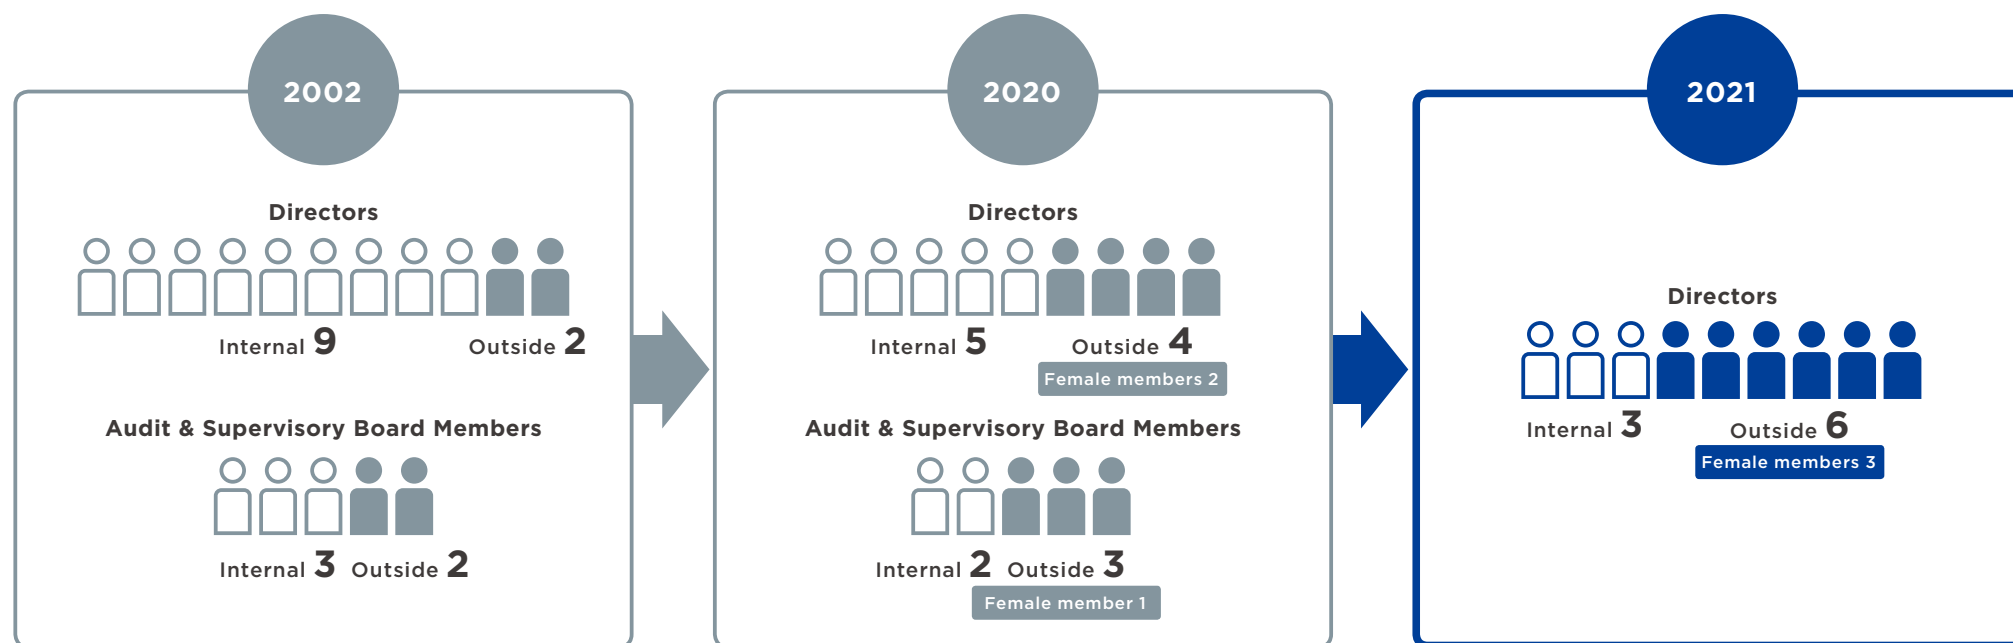 2002
Directors
Internal 9 Outside 2
Audit & Supervisory Board Members
Internal 3 Outside 2
2020
Directors
Internal 5 Outside 4
Female members 2
Audit & Supervisory Board Members
Internal 2 Outside 3
Female member 1
2021
Directors
Internal 3 Outside 6
Female members 3